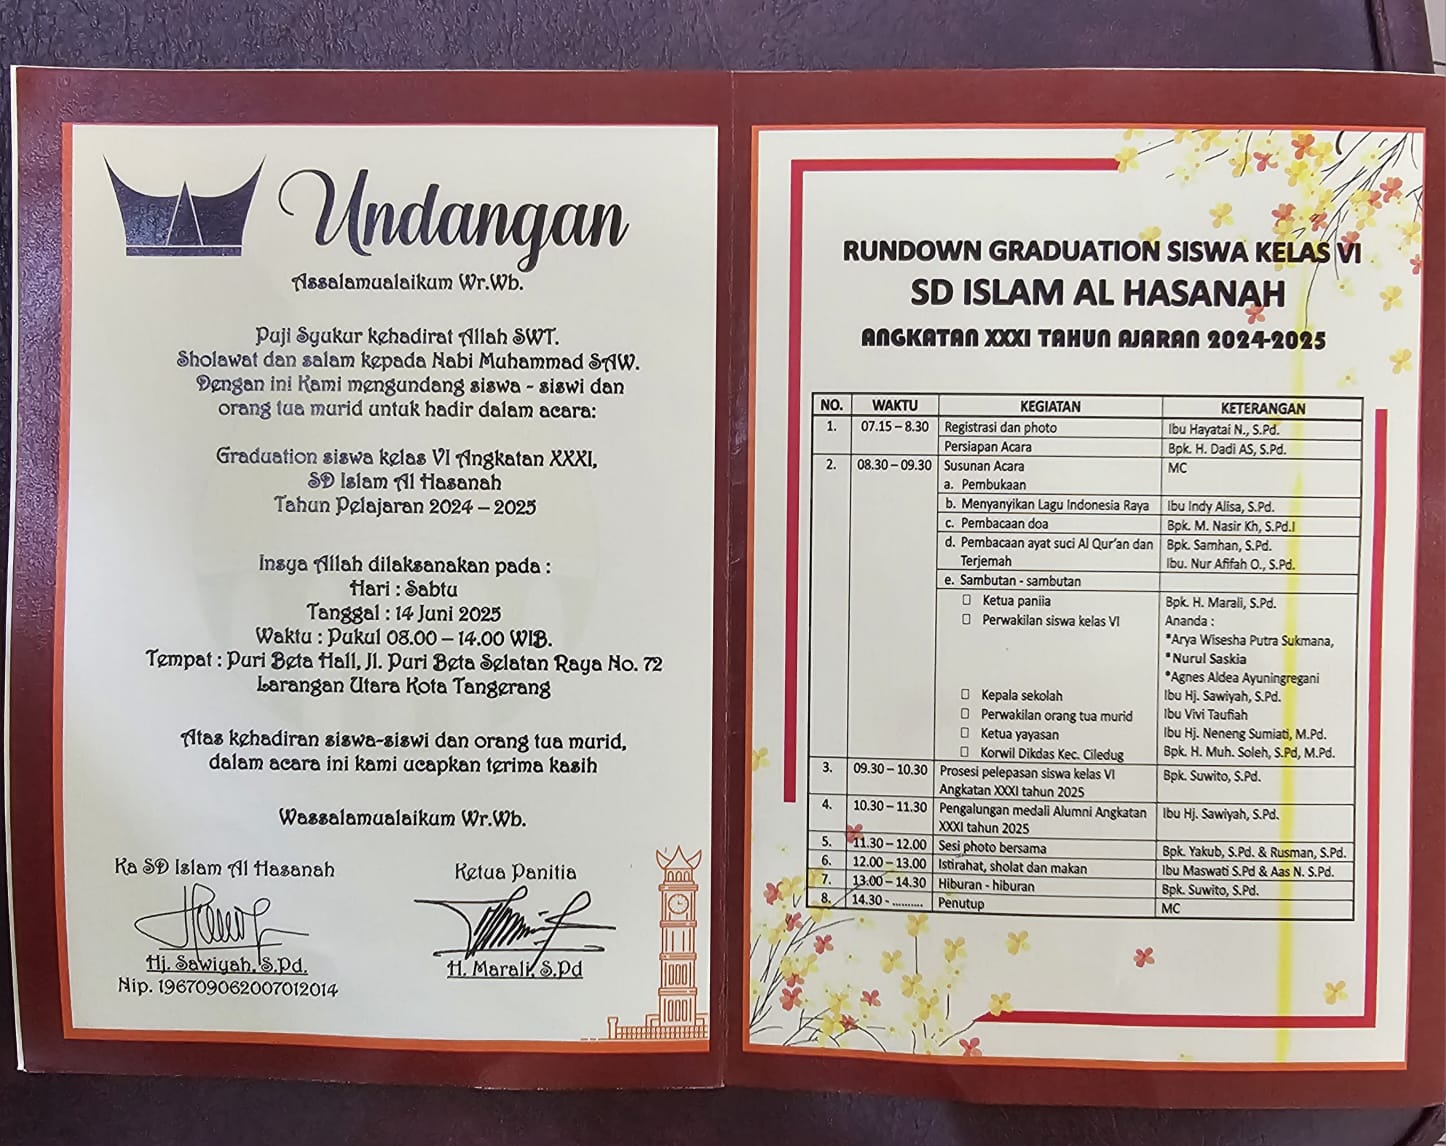 Undangan
Assalamualaikum Wr.Wb.
Puji Syukur kehadirat Allah SWT.
Sholawat dan salam kepada Nabi Muhammad SAW.
Dengan ini Kami mengundang siswa - siswi dan
orang tua murid untuk hadir dalam acara:
Graduation siswa kelas VI Angkatan XXXI,
SD Islam Al Hasanah
Tahun Pelajaran 2024 – 2025
Insya Allah dilaksanakan pada :
Hari : Sabtu
Tanggal : 14 Juni 2025
Waktu : Pukul 08.00 – 14.00 WIB.
Tempat : Puri Beta Hall, Jl. Puri Beta Selatan Raya No. 72
Larangan Utara Kota Tangerang
Atas kehadiran siswa-siswi dan orang tua murid,
dalam acara ini kami ucapkan terima kasih
Wassalamualaikum Wr.Wb.
Ka SD Islam Al Hasanah
Hj. Sawiyah, S.Pd.
Nip. 196709062007012014
Ketua Panitia
H. Marali, S.Pd
RUNDOWN GRADUATION SISWA KELAS VI
SD ISLAM AL HASANAH
ANGKATAN XXXI TAHUN AJARAN 2024-2025
NO. WAKTU KEGIATAN KETERANGAN
1. 07.15 – 8.30 Registrasi dan photo Ibu Hayatai N., S.Pd.
Persiapan Acara Bpk. H. Dadi AS, S.Pd.
2. 08.30 – 09.30 Susunan Acara MC
a. Pembukaan
b. Menyanyikan Lagu Indonesia Raya Ibu Indy Alisa, S.Pd.
c. Pembacaan doa Bpk. M. Nasir Kh, S.Pd.I
d. Pembacaan ayat suci Al Qur’an dan Bpk. Samhan, S.Pd.
Terjemah Ibu. Nur Afifah O., S.Pd.
e. Sambutan - sambutan
Ketua paniia Bpk. H. Marali, S.Pd.
Perwakilan siswa kelas VI Ananda :
*Arya Wisesha Putra Sukmana,
*Nurul Saskia
*Agnes Aldea Ayuningregani
Kepala sekolah Ibu Hj. Sawiyah, S.Pd.
Perwakilan orang tua murid Ibu Vivi Taufiah
Ketua yayasan Ibu Hj. Neneng Sumiati, M.Pd.
Korwil Dikdas Kec. Ciledug Bpk. H. Muh. Soleh, S.Pd, M.Pd.
3. 09.30 – 10.30 Prosesi pelepasan siswa kelas VI Bpk. Suwito, S.Pd.
Angkatan XXXI tahun 2025
4. 10.30 – 11.30 Pengalungan medali Alumni Angkatan Ibu Hj. Sawiyah, S.Pd.
XXXI tahun 2025
5. 11.30 – 12.00 Sesi photo bersama Bpk. Yakub, S.Pd. & Rusman, S.Pd.
6. 12.00 – 13.00 Istirahat, sholat dan makan Ibu Maswati S.Pd & Aas N. S.Pd.
7. 13.00 – 14.30 Hiburan - hiburan Bpk. Suwito, S.Pd.
8. 14.30 - .......... Penutup MC